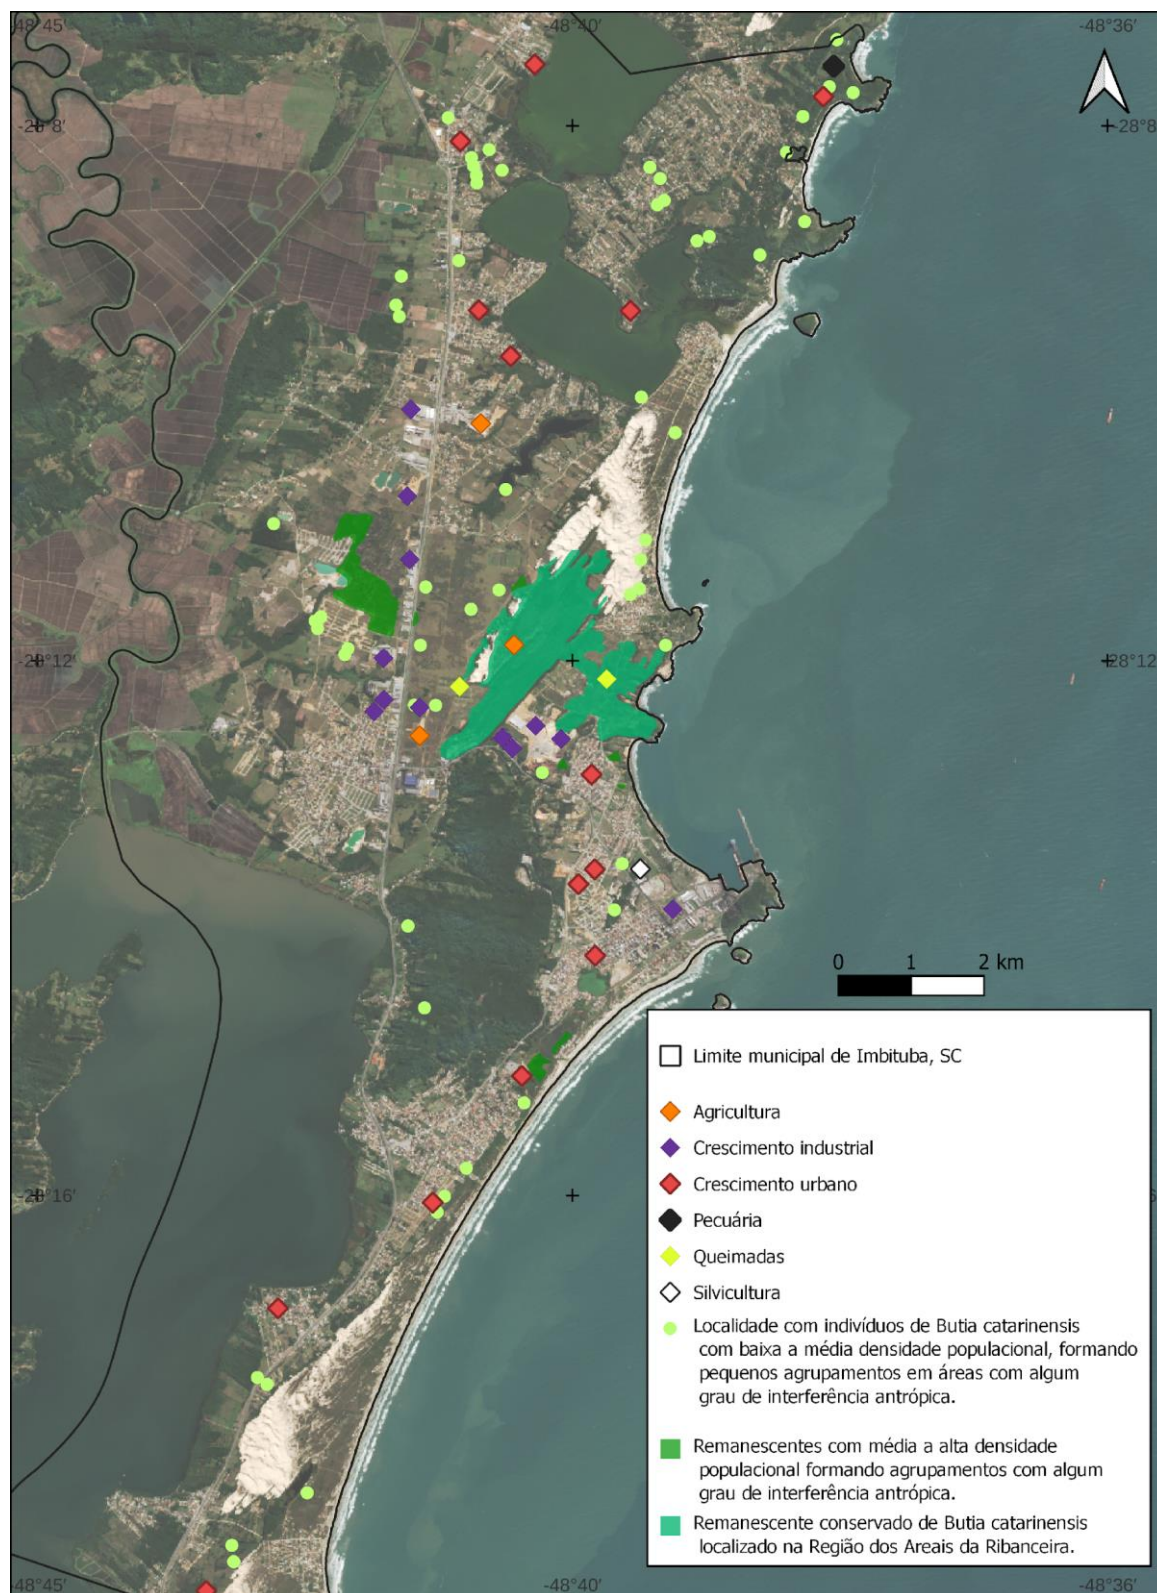 -48°45'
-48°40'
-48°36'
-28°8'
-28°8'
-28°12'
-28°12'
0 1 2 km
Limite municipal de Imbituba, SC
Agricultura
Crescimento industrial
Crescimento urbano
Pecuária
Queimadas
Silvicultura
Localidade com indivíduos de Butia catarinensis
com baixa a média densidade populacional, formando
pequenos agrupamentos em áreas com algum
grau de interferência antrópica.
Remanescentes com média a alta densidade
populacional formando agrupamentos com algum
grau de interferência antrópica.
Remanescente conservado de Butia catarinensis
localizado na Região dos Areais da Ribanceira.
-28°16'
-48°45'
-48°40'
-48°36'